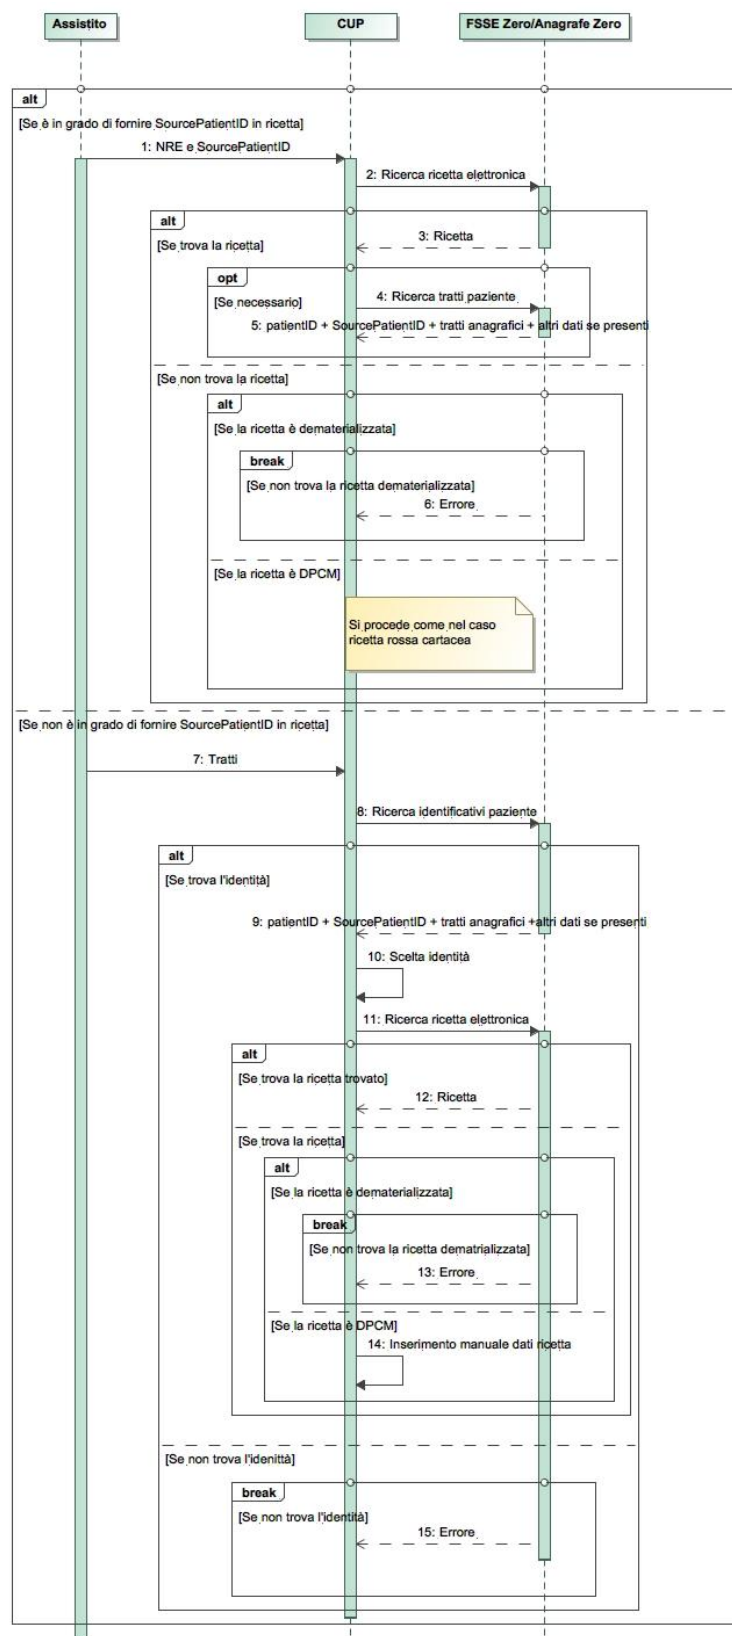 Assistito
CUP
FSSE Zero/Anagrafe Zero
alt
[Se è in grado di fornire SourcePatientID in ricetta]
1: NRE e SourcePatientID
2: Ricerca ricetta elettronica
alt
[Se trova la ricetta]
3: Ricetta
opt
[Se necessario]
4: Ricerca tratti paziente
5: patientID + SourcePatientID + tratti anagrafici + altri dati se presenti
[Se non trova la ricetta]
alt
[Se la ricetta è dematerializzata]
break
[Se non trova la ricetta dematerializzata]
6: Errore
[Se la ricetta è DPCM]
Si procede come nel caso
ricetta rossa cartacea
[Se non è in grado di fornire SourcePatientID in ricetta]
7: Tratti
8: Ricerca identificativi paziente
alt
[Se trova l'identità]
9: patientID + SourcePatientID + tratti anagrafici +altri dati se presenti
10: Scelta identità
11: Ricerca ricetta elettronica
alt
[Se trova la ricetta trovato]
12: Ricetta
[Se trova la ricetta]
alt
[Se la ricetta è dematerializzata]
break
[Se non trova la ricetta dematrializzata]
13: Errore
[Se la ricetta è DPCM]
14: Inserimento manuale dati ricetta
[Se non trova l'idenittà]
break
[Se non trova l'identità]
15: Errore